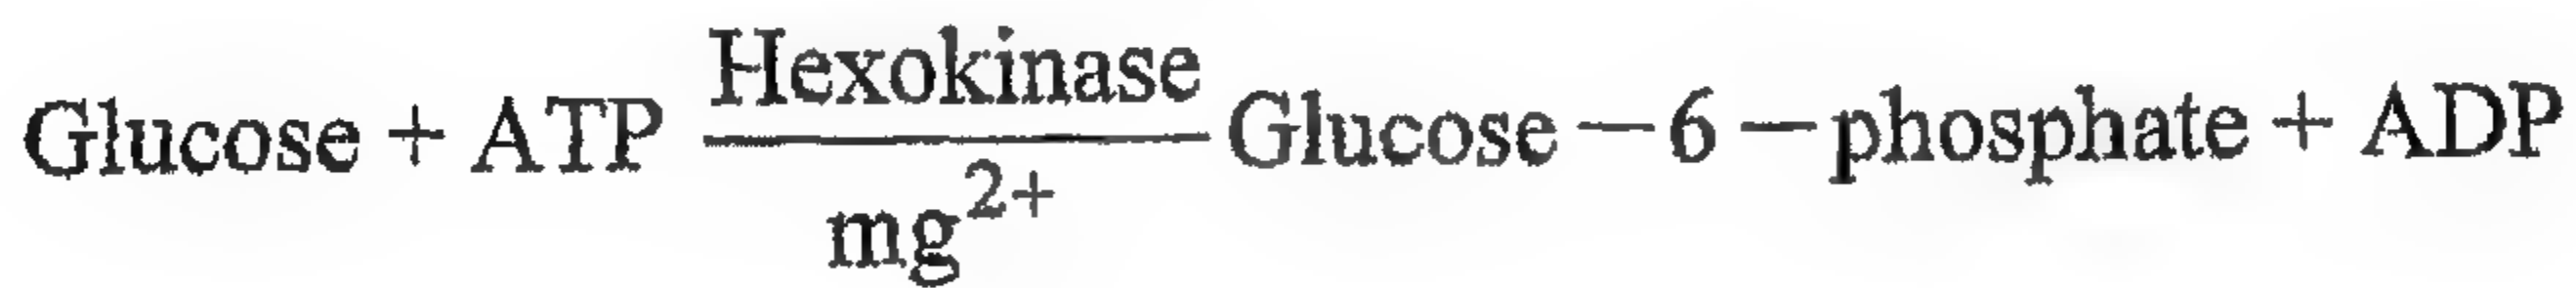 Hexokinase
Glucose + ATP ——— Glucose — 6 — phosphate + ADP
mg²⁺